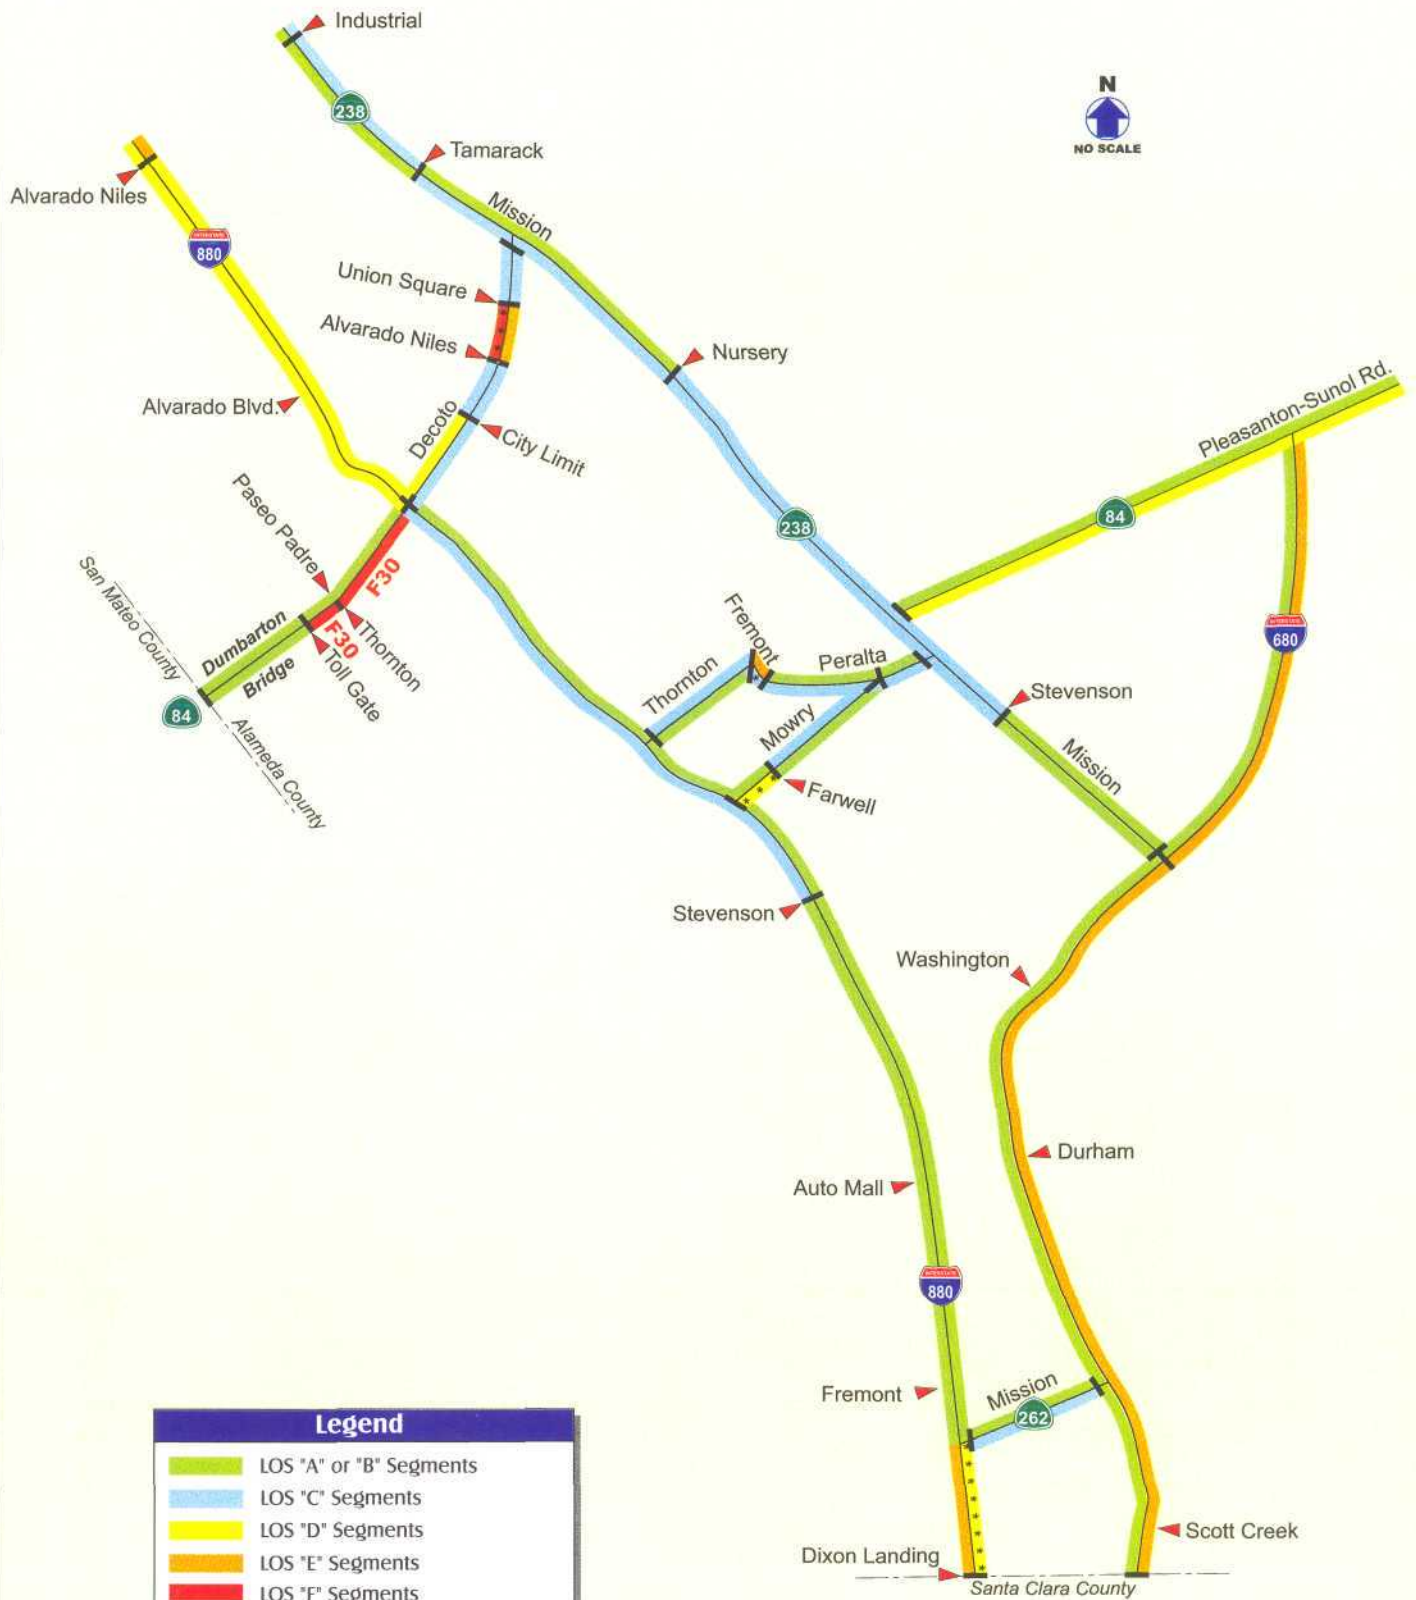 Industrial
238
N
NO SCALE
Tamarack
Alvarado Niles
Mission
INTERSTATE
880
Union Square
Alvarado Niles
Nursery
Pleasanton-Sunol Rd.
Alvarado Blvd.
Decoto
City Limit
Paseo Padre
238
84
San Mateo County
F30
Fremont
Dumbarton
Bridge
F30
Thornton
Toll Gate
INTERSTATE
680
Thornton
Peralta
84
Alameda County
Mowry
Stevenson
Mission
Farwell
Stevenson
Washington
Durham
Auto Mall
INTERSTATE
880
Fremont
Mission
262
Legend
LOS "A" or "B" Segments
LOS "C" Segments
LOS "D" Segments
LOS "E" Segments
LOS "F" Segments
Scott Creek
Dixon Landing
Santa Clara County